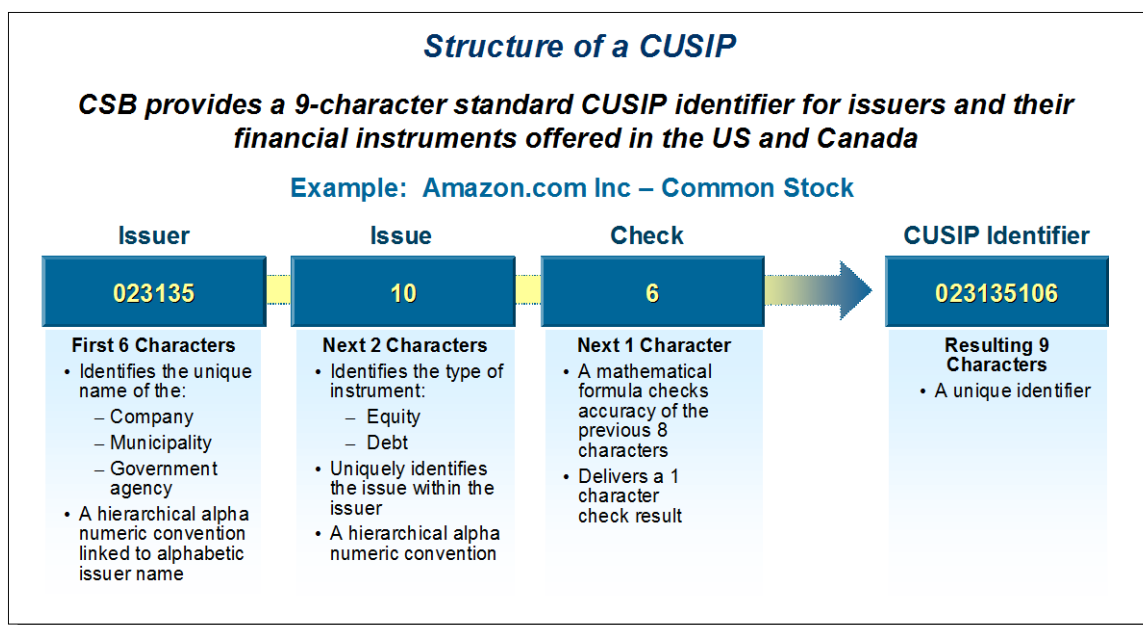 Structure of a CUSIP
CSB provides a 9-character standard CUSIP identifier for issuers and their
financial instruments offered in the US and Canada
Example: Amazon.com Inc – Common Stock
Issuer
023135
First 6 Characters
• Identifies the unique
name of the:
– Company
– Municipality
– Government
agency
• A hierarchical alpha
numeric convention
linked to alphabetic
issuer name
Issue
10
Next 2 Characters
• Identifies the type of
instrument:
– Equity
– Debt
• Uniquely identifies
the issue within the
issuer
• A hierarchical alpha
numeric convention
Check
6
Next 1 Character
• A mathematical
formula checks
accuracy of the
previous 8
characters
• Delivers a 1
character
check result
CUSIP Identifier
023135106
Resulting 9
Characters
• A unique identifier